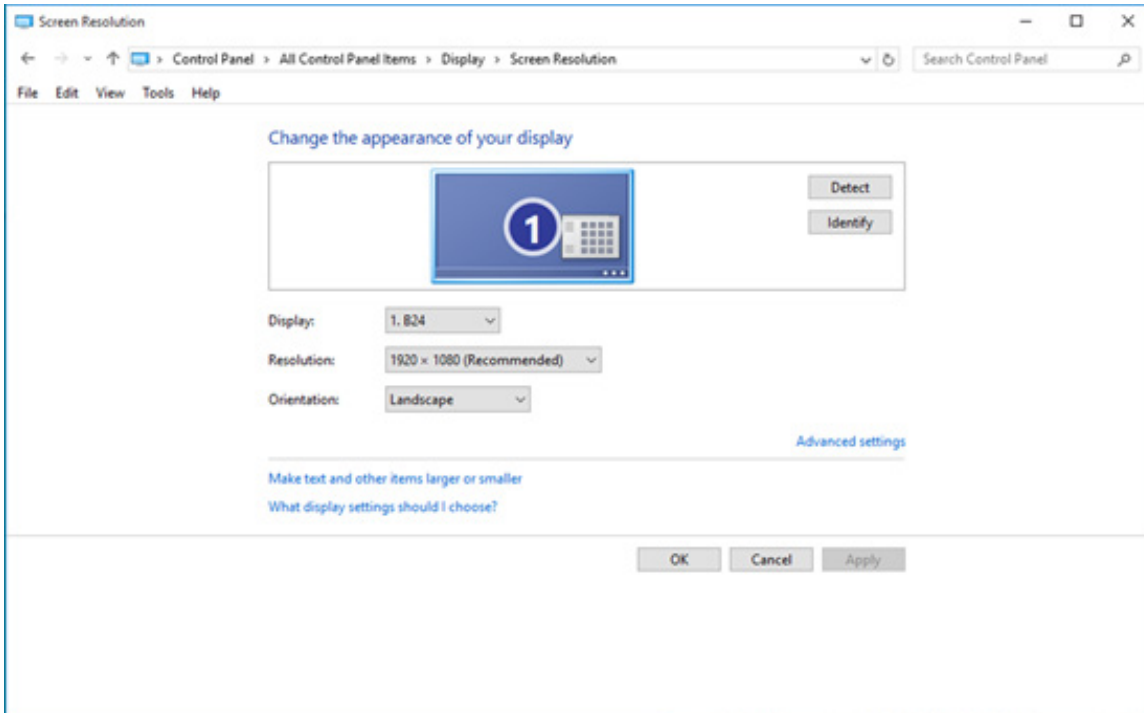 Screen Resolution
Control Panel > All Control Panel Items > Display > Screen Resolution
Search Control Panel
File Edit View Tools Help
Change the appearance of your display
1
Detect
Identify
Display: 1. B24
Resolution: 1920 × 1080 (Recommended)
Orientation: Landscape
Advanced settings
Make text and other items larger or smaller
What display settings should I choose?
OK Cancel Apply